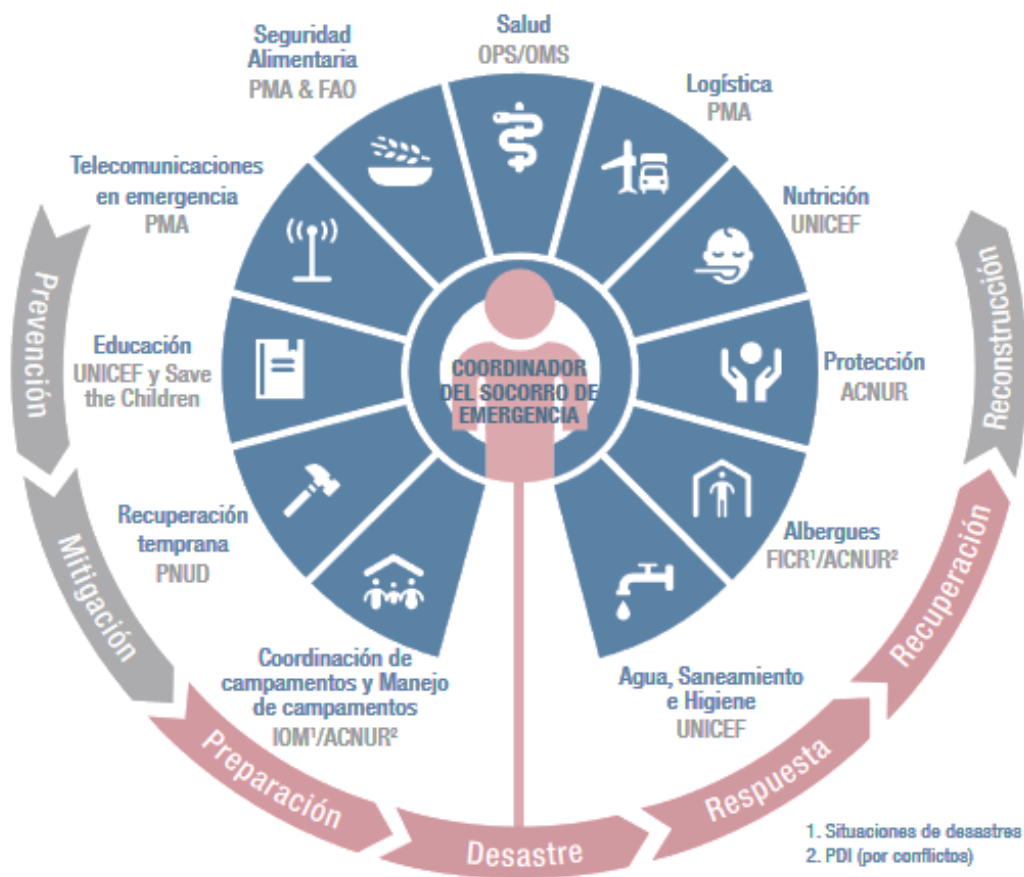 Salud
OPS/OMS
Seguridad
Alimentaria
PMA & FAO
Logística
PMA
Telecomunicaciones
en emergencia
PMA
Nutrición
UNICEF
Educación
UNICEF y Save
the Children
Protección
ACNUR
COORDINADOR
DEL SOCORRO DE
EMERGENCIA
Recuperación
temprana
PNUD
Albergues
FICR¹/ACNUR²
Coordinación de
campamentos y Manejo
de campamentos
IOM¹/ACNUR²
Agua, Saneamiento
e Higiene
UNICEF
Prevención
Mitigación
Preparación
Desastre
Respuesta
Recuperación
Reconstrucción
1. Situaciones de desastres
2. PDI (por conflictos)